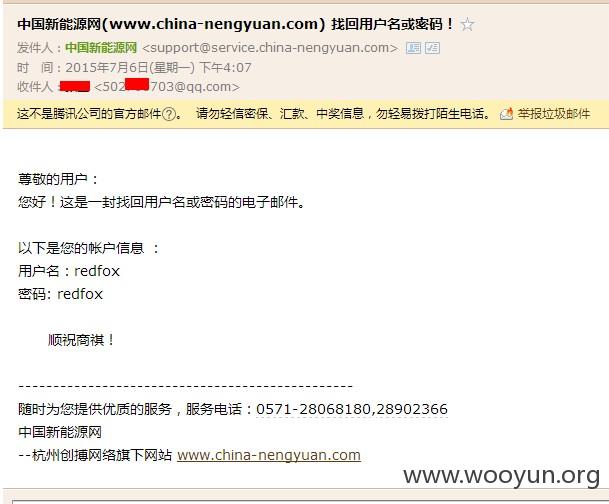 中国新能源网(www.china-nengyuan.com) 找回用户名或密码！
发件人：中国新能源网 <support@service.china-nengyuan.com>
时 间：2015年7月6日(星期一) 下午4:07
收件人： <502 703@qq.com>
这不是腾讯公司的官方邮件?。 请勿轻信密保、汇款、中奖信息，勿轻易拨打陌生电话。 举报垃圾邮件
尊敬的用户：
您好！这是一封找回用户名或密码的电子邮件。
以下是您的帐户信息 ：
用户名：redfox
密码: redfox
顺祝商祺！
------------------------------------------------
随时为您提供优质的服务，服务电话：0571-28068180,28902366
中国新能源网
--杭州创搏网络旗下网站 www.china-nengyuan.com
www.wooyun.org